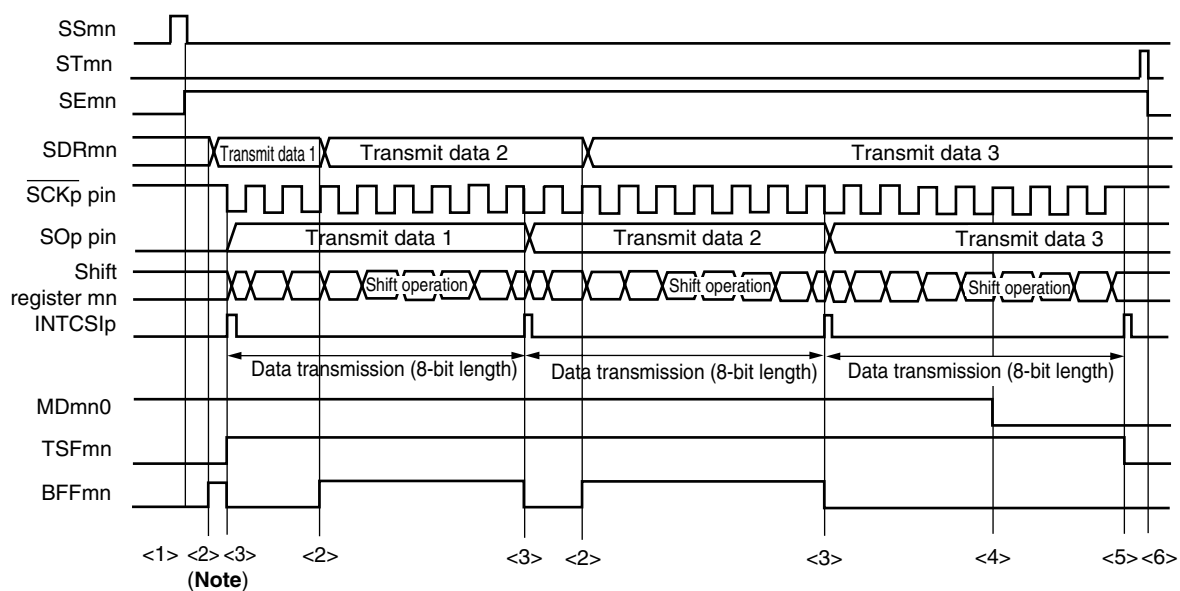 SSmn
STmn
SEmn
SDRmn Transmit data 1 Transmit data 2 Transmit data 3
SCKp pin
SOp pin Transmit data 1 Transmit data 2 Transmit data 3
Shift
register mn Shift operation Shift operation Shift operation
INTCSIp
Data transmission (8-bit length) Data transmission (8-bit length) Data transmission (8-bit length)
MDmn0
TSFmn
BFFmn
<1> <2> <3> <2> <3> <2> <3> <4> <5> <6>
(Note)